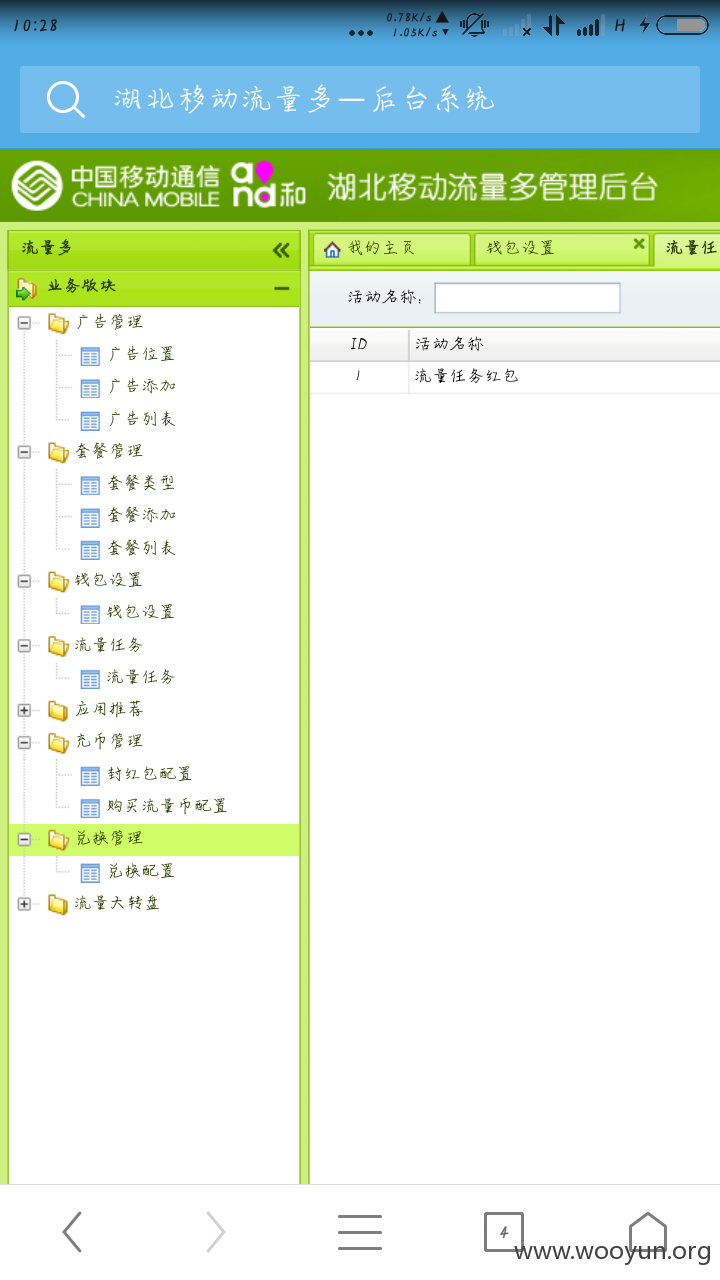 10:28
0.78K/s
1.05K/s
H
湖北移动流量多—后台系统
中国移动通信
CHINA MOBILE
and和
湖北移动流量多管理后台
流量多
我的主页
钱包设置
流量任
业务版块
活动名称：
ID
活动名称
1
流量任务红包
广告管理
广告位置
广告添加
广告列表
套餐管理
套餐类型
套餐添加
套餐列表
钱包设置
钱包设置
流量任务
流量任务
应用推荐
充币管理
封红包配置
购买流量币配置
兑换管理
兑换配置
流量大转盘
4
www.wooyun.org